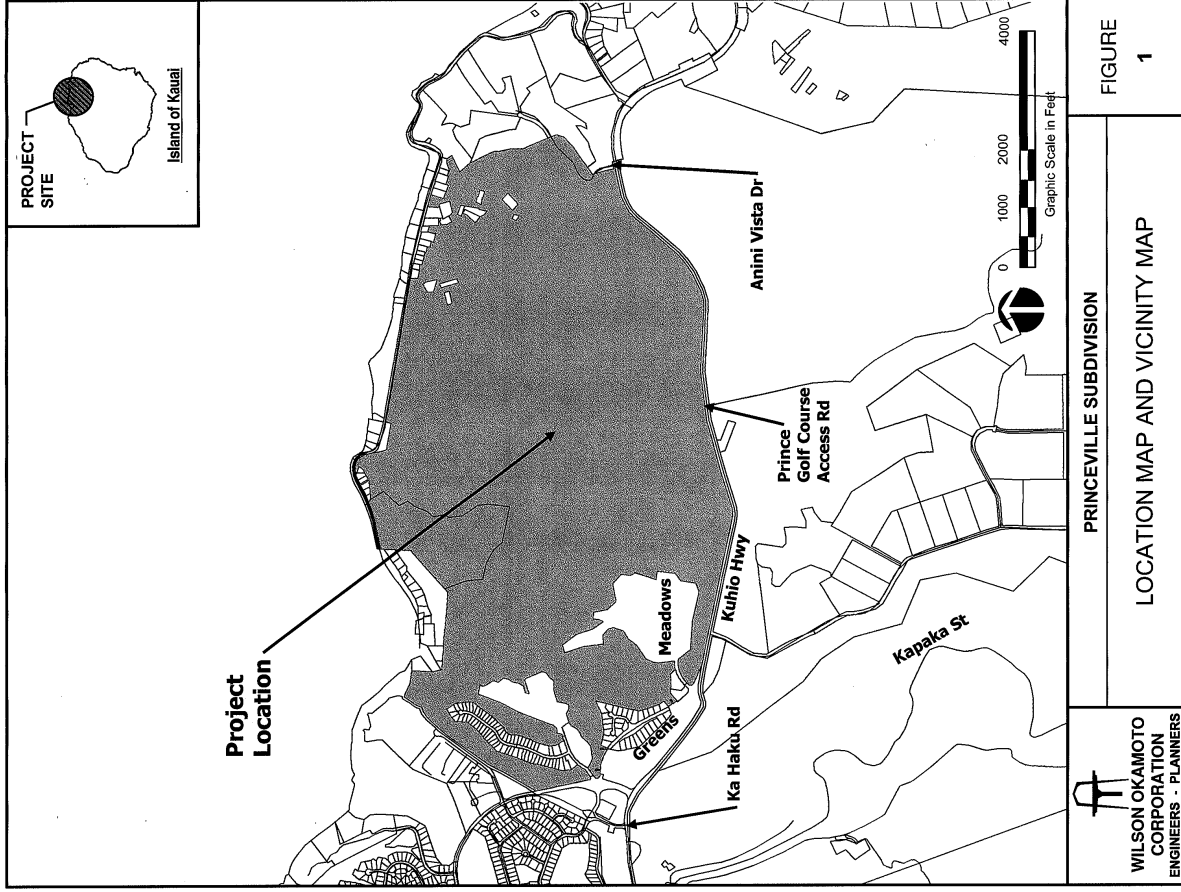 PROJECT
SITE
Island of Kauai
Project
Location
Anini Vista Dr
Prince
Golf Course
Access Rd
Kuhio Hwy
Meadows
Kapaka St
Greens
Ka Haku Rd
0 1000 2000 4000
Graphic Scale in Feet
WILSON OKAMOTO
CORPORATION
ENGINEERS - PLANNERS
PRINCEVILLE SUBDIVISION
LOCATION MAP AND VICINITY MAP
FIGURE
1